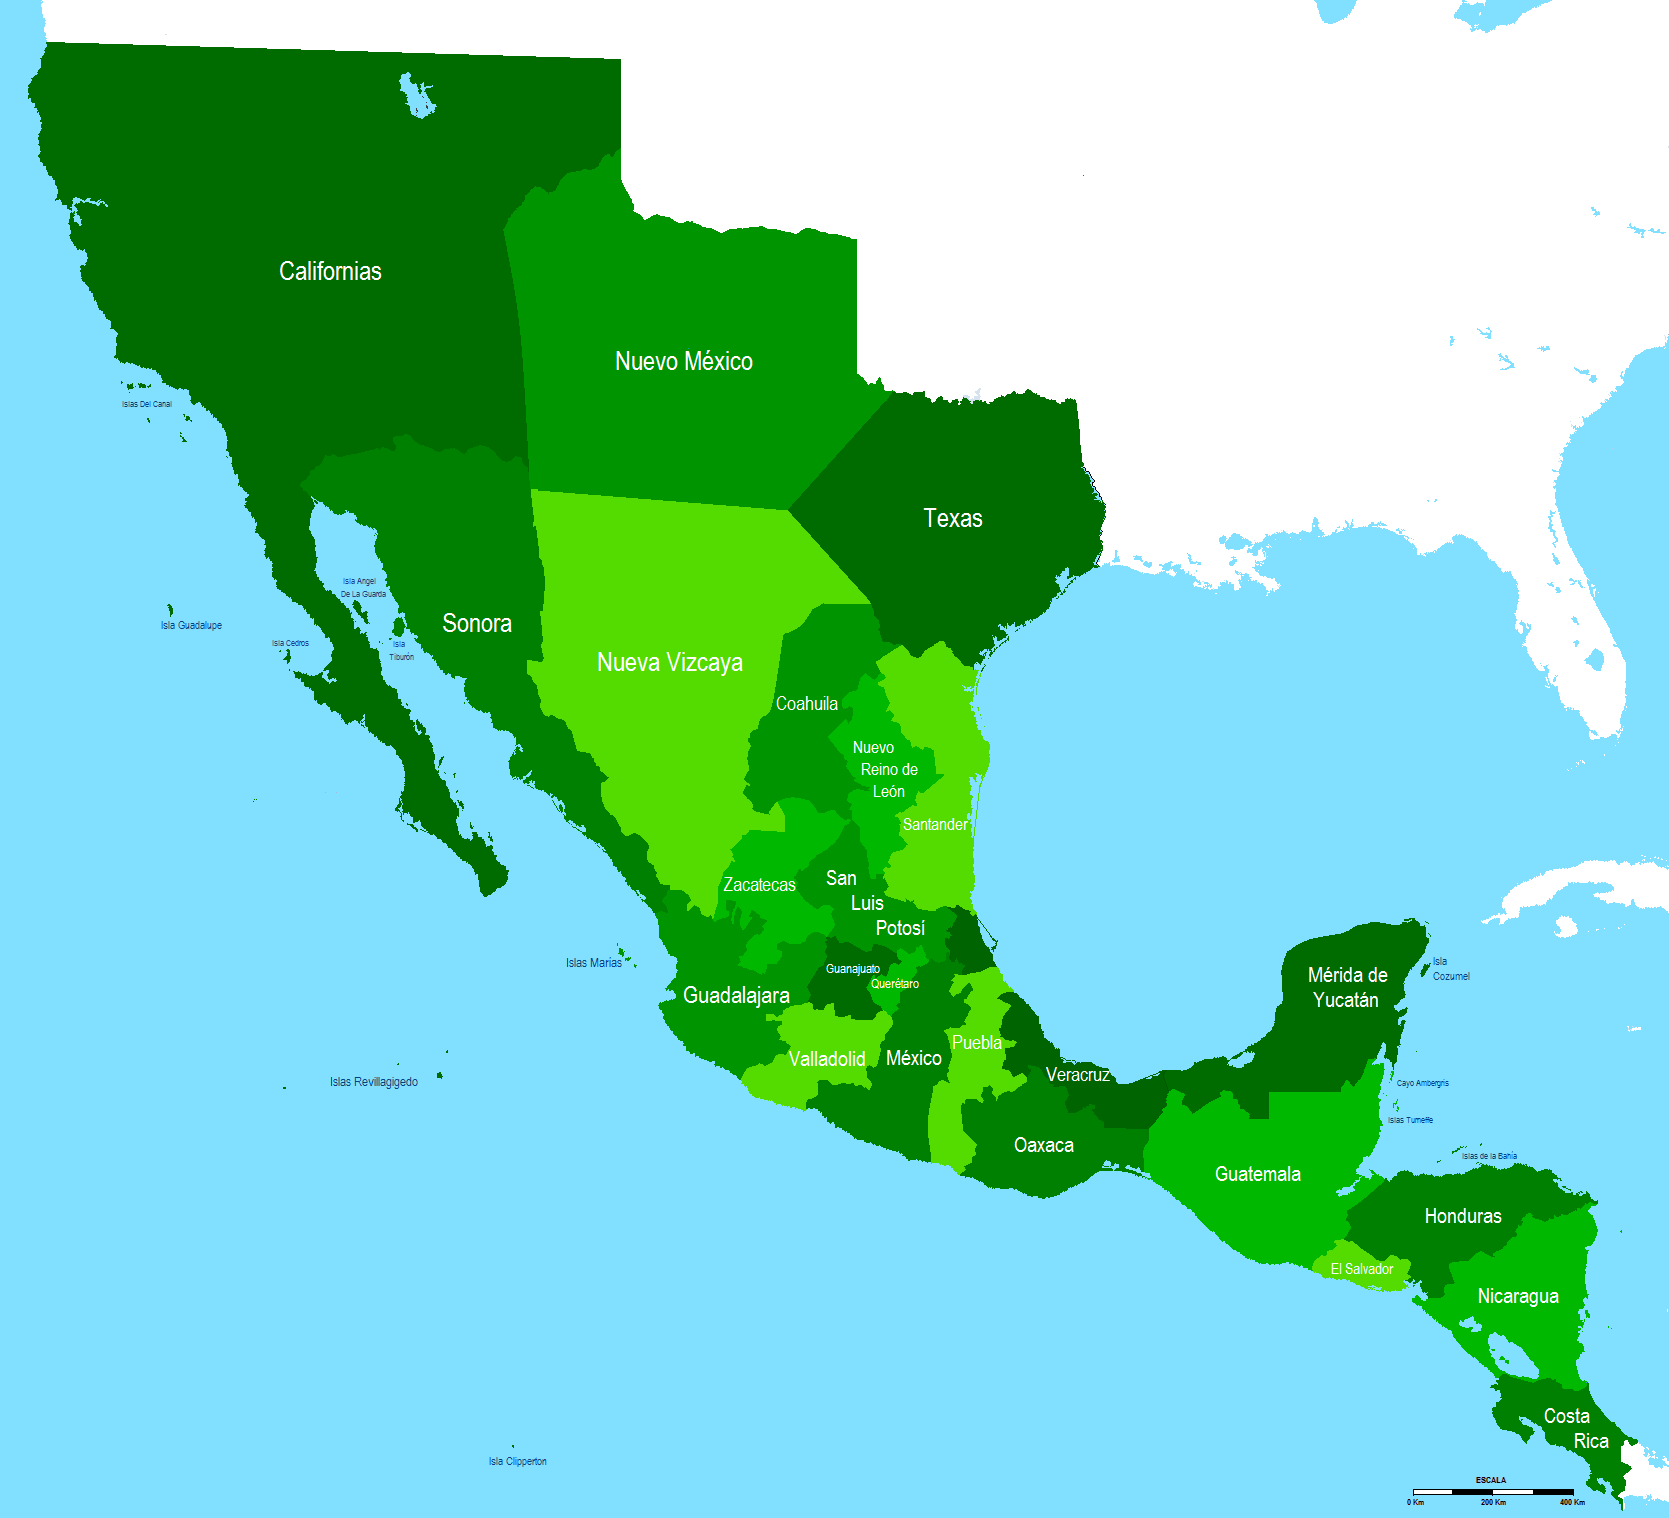 Californias
Nuevo México
Islas Del Canal
Texas
Isla Angel
De La Guarda
Isla Guadalupe
Sonora
Isla Cedros
Isla
Tiburón
Nueva Vizcaya
Coahuila
Nuevo
Reino de
León
Santander
Zacatecas
San
Luis
Potosí
Islas Marías
Guanajuato
Querétaro
Guadalajara
Mérida de
Yucatán
Isla
Cozumel
Valladolid
México
Puebla
Veracruz
Islas Revillagigedo
Cayo Ambergris
Islas Turneffe
Oaxaca
Guatemala
Islas de la Bahía
Honduras
El Salvador
Nicaragua
Costa
Rica
Isla Clipperton
ESCALA
0 Km 200 Km 400 Km